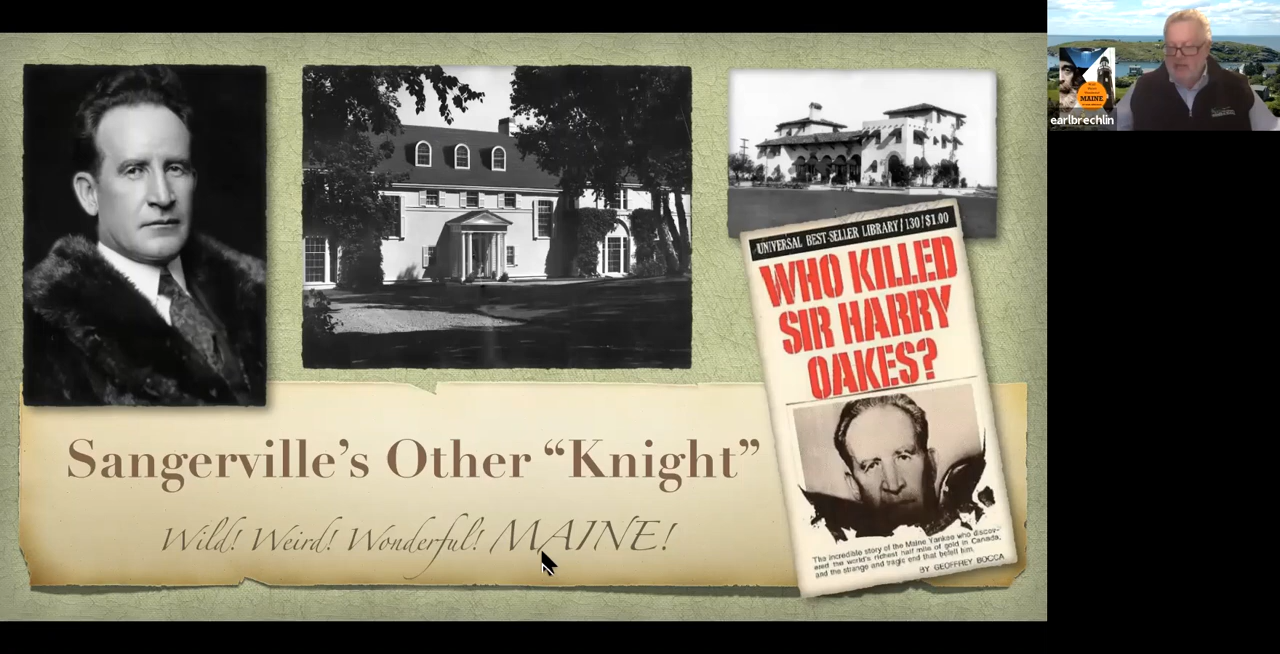 UNIVERSAL BEST-SELLER LIBRARY/130/$1.00
WHO KILLED
SIR HARRY
OAKES?
The incredible story of the Maine Yankee who discov-
ered the world's richest half mile of gold in Canada,
and the strange and tragic end that befell him.
BY GEOFFREY BOCCA
Sangerville's Other “Knight”
Wild! Weird! Wonderful! MAINE!
MAINE
earlbrechlin